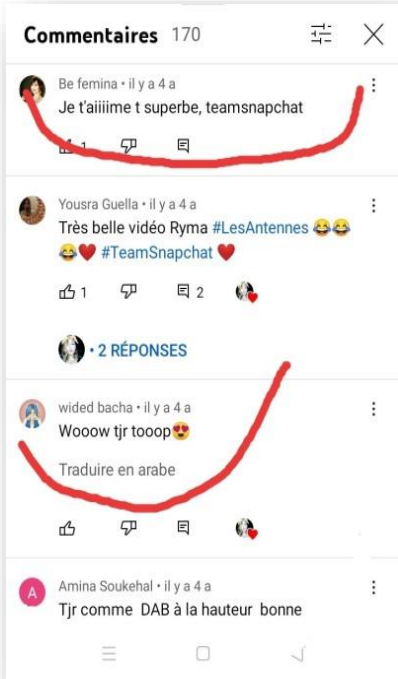 Commentaires 170
Be femina • il y a 4 a
Je t'aiiiime t superbe, teamsnapchat
1
Yousra Guella • il y a 4 a
Très belle vidéo Ryma #LesAntennes 😂😂
😂❤️ #TeamSnapchat ❤️
1 2
• 2 RÉPONSES
wided bacha • il y a 4 a
Wooow tjr tooop😍
Traduire en arabe
A Amina Soukehal • il y a 4 a
Tjr comme DAB à la hauteur bonne